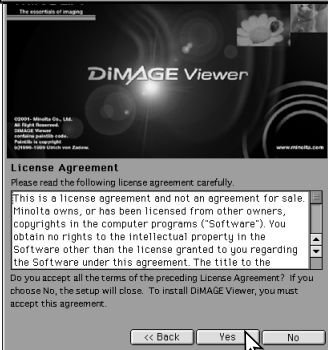 The essentials of imaging
DiMAGE Viewer
©2001- Minolta Co., Ltd.
All Right Reserved.
DiMAGE Viewer
contains paintlib code.
Paintlib is copyright
(c)1996-1999 Ulrich von Zadow.
www.minolta.com
License Agreement
Please read the following license agreement carefully.
This is a license agreement and not an agreement for sale.
Minolta owns, or has been licensed from other owners,
copyrights in the computer programs ("Software"). You
obtain no rights to the intellectual property in the
Software other than the license granted to you regarding
the Software under this agreement. The title to the
Do you accept all the terms of the preceding License Agreement? If you
choose No, the setup will close. To install DiMAGE Viewer, you must
accept this agreement.
<< Back Yes No